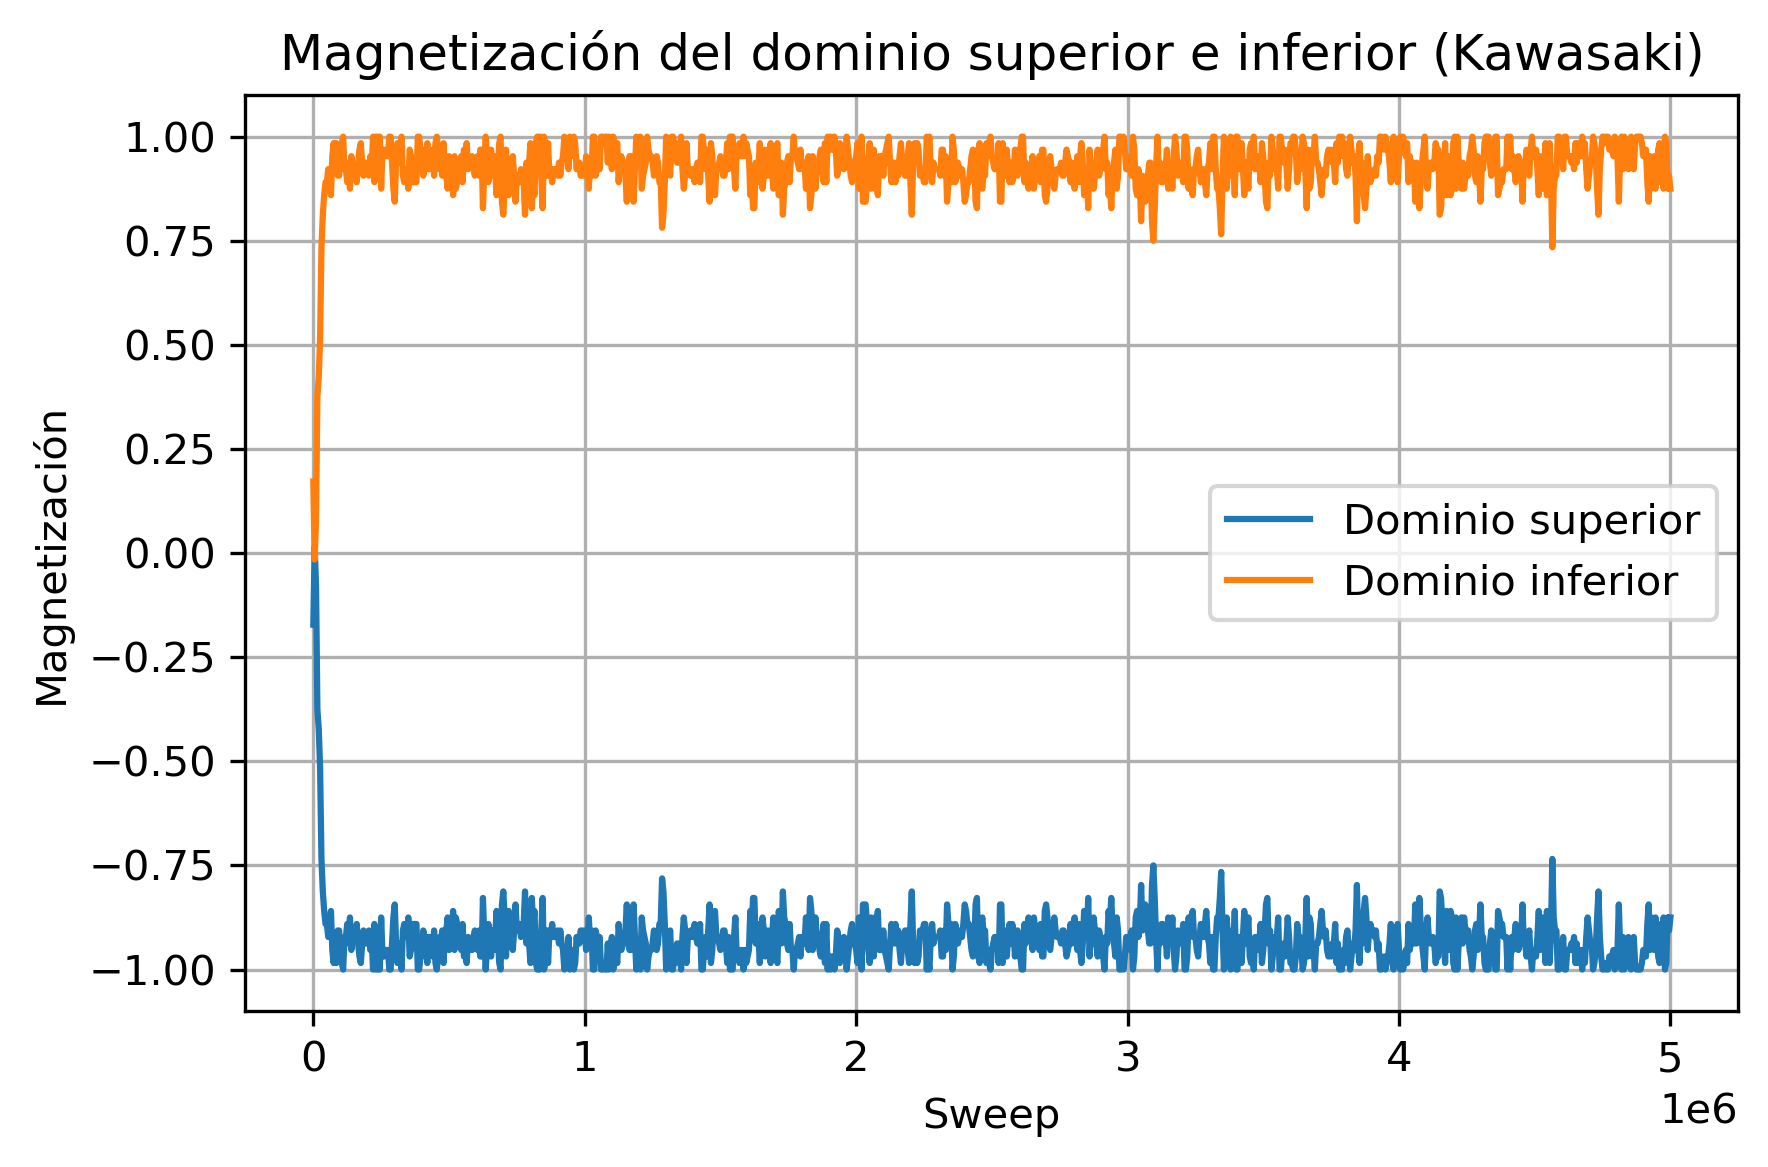 Magnetización del dominio superior e inferior (Kawasaki)
Magnetización
1.00
0.75
0.50
0.25
0.00
−0.25
−0.50
−0.75
−1.00
Dominio superior
Dominio inferior
0 1 2 3 4 5
1e6
Sweep